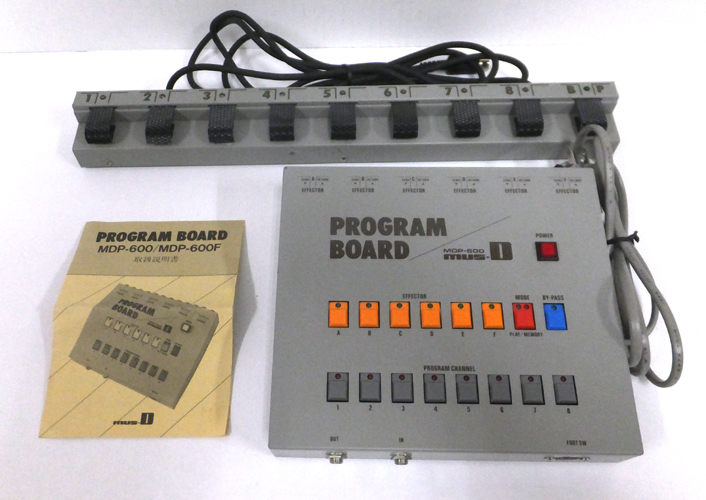 1 2 3 4 5 6 7 8 B P
EFFECTOR EFFECTOR EFFECTOR EFFECTOR EFFECTOR EFFECTOR
PROGRAM
BOARD
MDP-600
mus-I
POWER
EFFECTOR MODE BY-PASS
A B C D E F PLAY MEMORY
PROGRAM CHANNEL
1 2 3 4 5 6 7 8
OUT IN FOOT SW
PROGRAM BOARD
MDP-600/MDP-600F
取扱説明書
PROGRAM
BOARD
mus-I